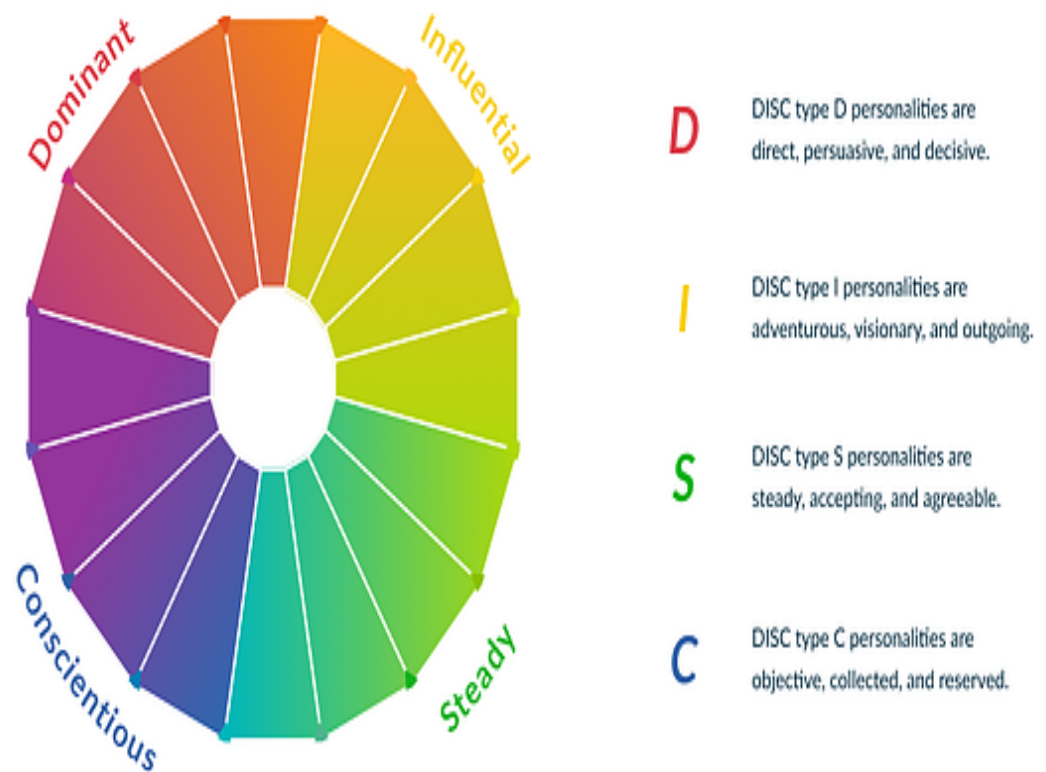 Dominant
Influential
Conscientious
Steady
D
DISC type D personalities are
direct, persuasive, and decisive.
I
DISC type I personalities are
adventurous, visionary, and outgoing.
S
DISC type S personalities are
steady, accepting, and agreeable.
C
DISC type C personalities are
objective, collected, and reserved.